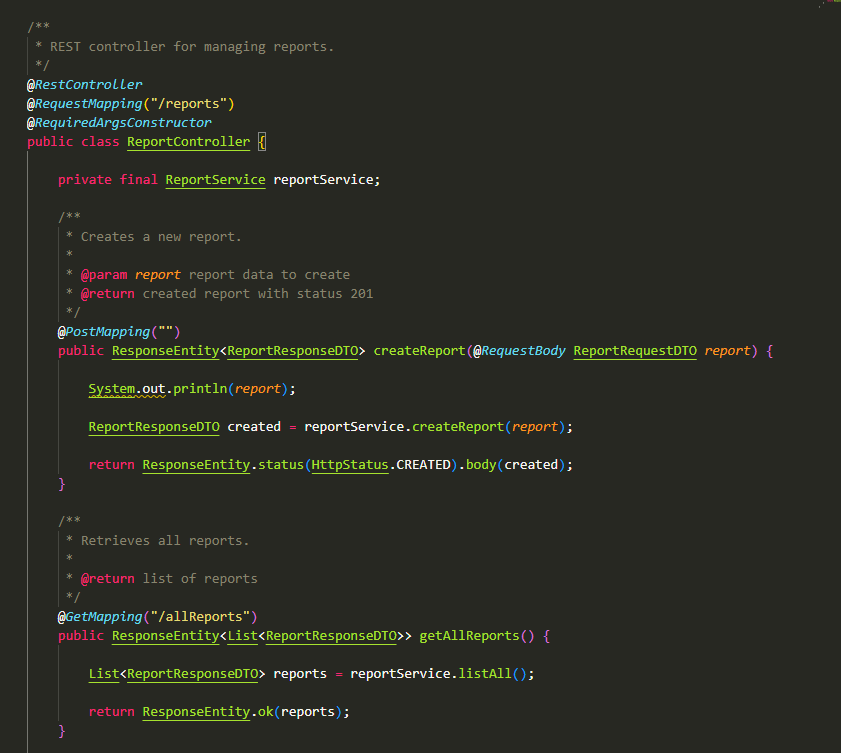 /**
 * REST controller for managing reports.
 */
@RestController
@RequestMapping("/reports")
@RequiredArgsConstructor
public class ReportController {
    private final ReportService reportService;
    /**
     * Creates a new report.
     *
     * @param report report data to create
     * @return created report with status 201
     */
    @PostMapping("")
    public ResponseEntity<ReportResponseDTO> createReport(@RequestBody ReportRequestDTO report) {
        System.out.println(report);
        ReportResponseDTO created = reportService.createReport(report);
        return ResponseEntity.status(HttpStatus.CREATED).body(created);
    }
    /**
     * Retrieves all reports.
     *
     * @return list of reports
     */
    @GetMapping("/allReports")
    public ResponseEntity<List<ReportResponseDTO>> getAllReports() {
        List<ReportResponseDTO> reports = reportService.listAll();
        return ResponseEntity.ok(reports);
    }